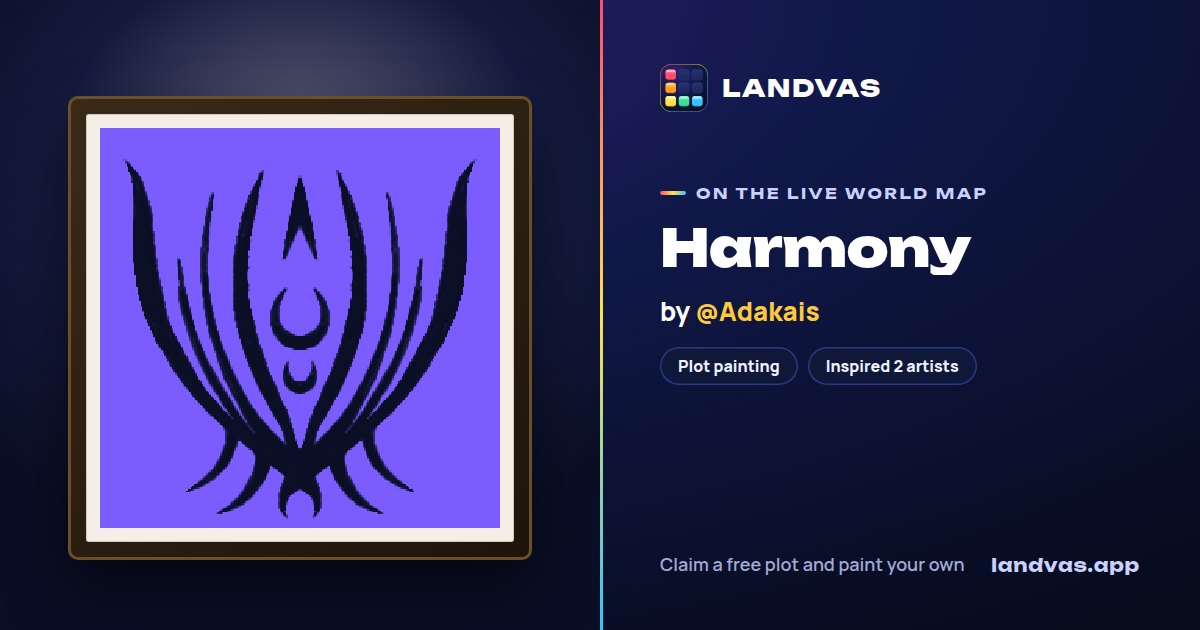 LANDVAS
ON THE LIVE WORLD MAP
Harmony
by @Adakais
Plot painting
Inspired 2 artists
Claim a free plot and paint your own
landvas.app